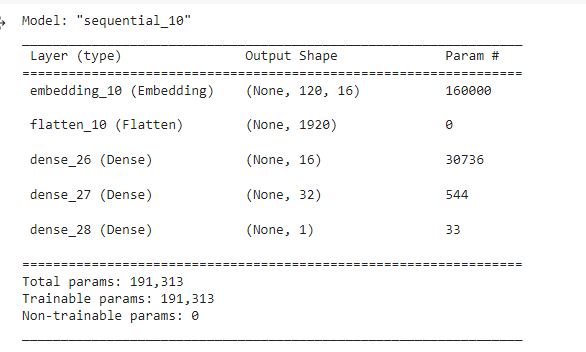 Model: "sequential_10"
Layer (type) Output Shape Param #
embedding_10 (Embedding) (None, 120, 16) 160000
flatten_10 (Flatten) (None, 1920) 0
dense_26 (Dense) (None, 16) 30736
dense_27 (Dense) (None, 32) 544
dense_28 (Dense) (None, 1) 33
Total params: 191,313
Trainable params: 191,313
Non-trainable params: 0